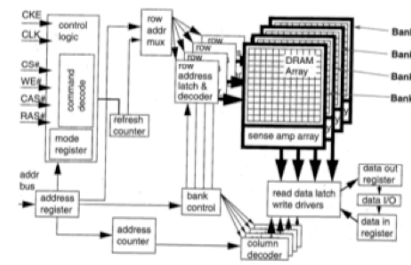 CKE
CLK
CS#
WE#
CAS#
RAS#
control
logic
command
decode
mode
register
addr
bus
address
register
refresh
counter
row
addr
mux
row
row
row
row
address
latch &
decoder
DRAM
Array
sense amp array
Bank
Bank
Bank
Bank
bank
control
address
counter
column
decoder
read data latch
write drivers
data out
register
data I/O
data in
register